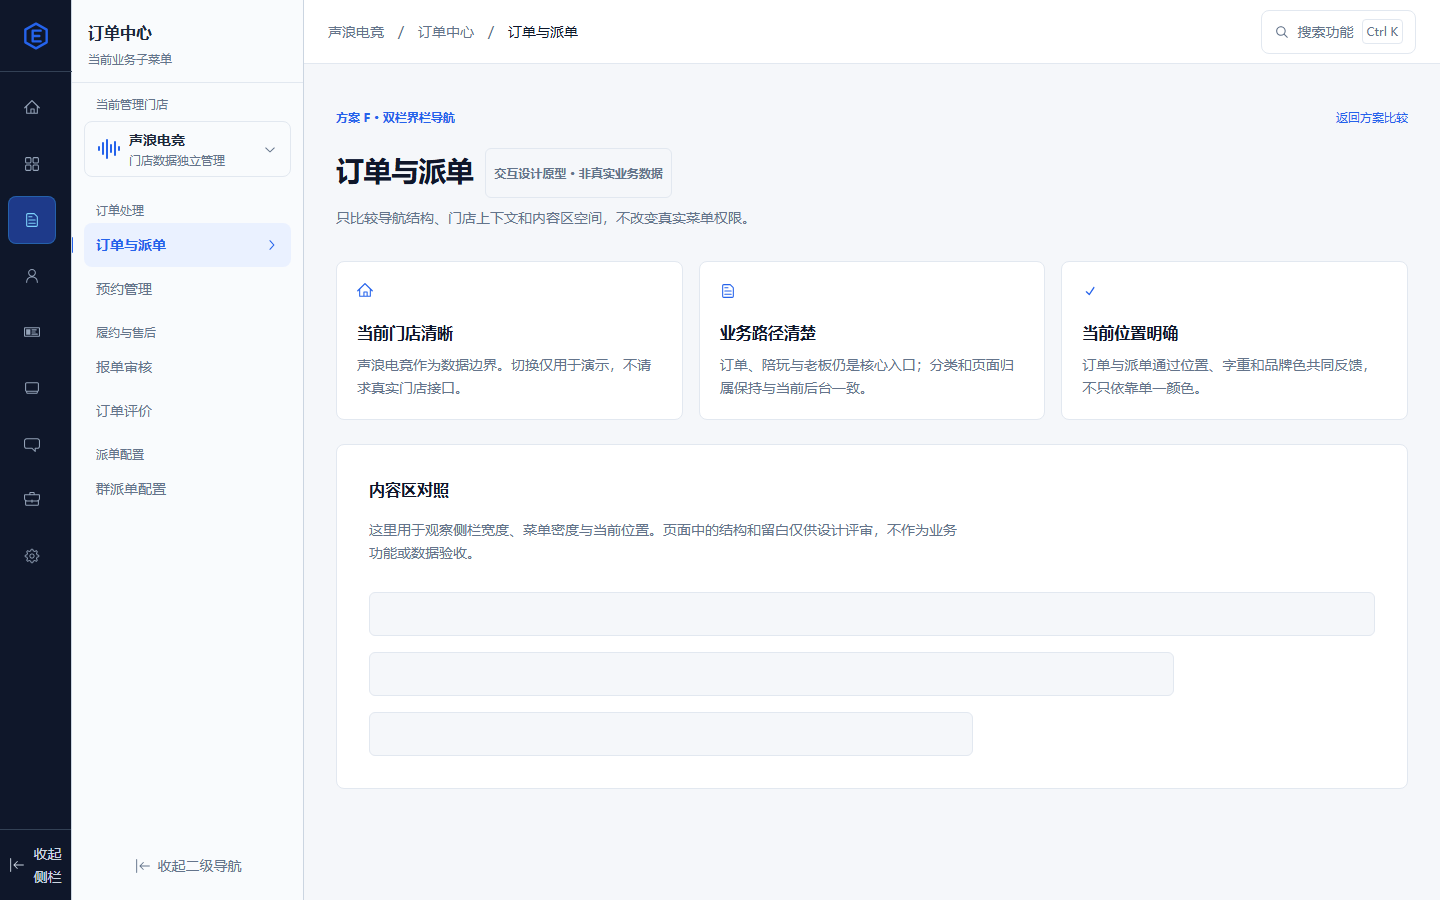 订单中心
当前业务子菜单
当前管理门店
声浪电竞
门店数据独立管理
订单处理
订单与派单
预约管理
履约与售后
报单审核
订单评价
派单配置
群派单配置
收起二级导航
收起
侧栏
声浪电竞 / 订单中心 / 订单与派单
搜索功能 Ctrl K
方案 F · 双栏界栏导航
返回方案比较
订单与派单
交互设计原型 · 非真实业务数据
只比较导航结构、门店上下文和内容区空间，不改变真实菜单权限。
当前门店清晰
声浪电竞作为数据边界。切换仅用于演示，不请
求真实门店接口。
业务路径清楚
订单、陪玩与老板仍是核心入口；分类和页面归
属保持与当前后台一致。
当前位置明确
订单与派单通过位置、字重和品牌色共同反馈，
不只依靠单一颜色。
内容区对照
这里用于观察侧栏宽度、菜单密度与当前位置。页面中的结构和留白仅供设计评审，不作为业务
功能或数据验收。